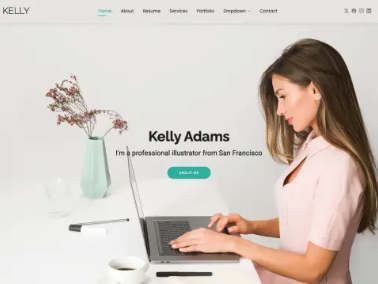 KELLY
Home About Resume Services Portfolio Dropdown Contact
Kelly Adams
I'm a professional illustrator from San Francisco
ABOUT ME